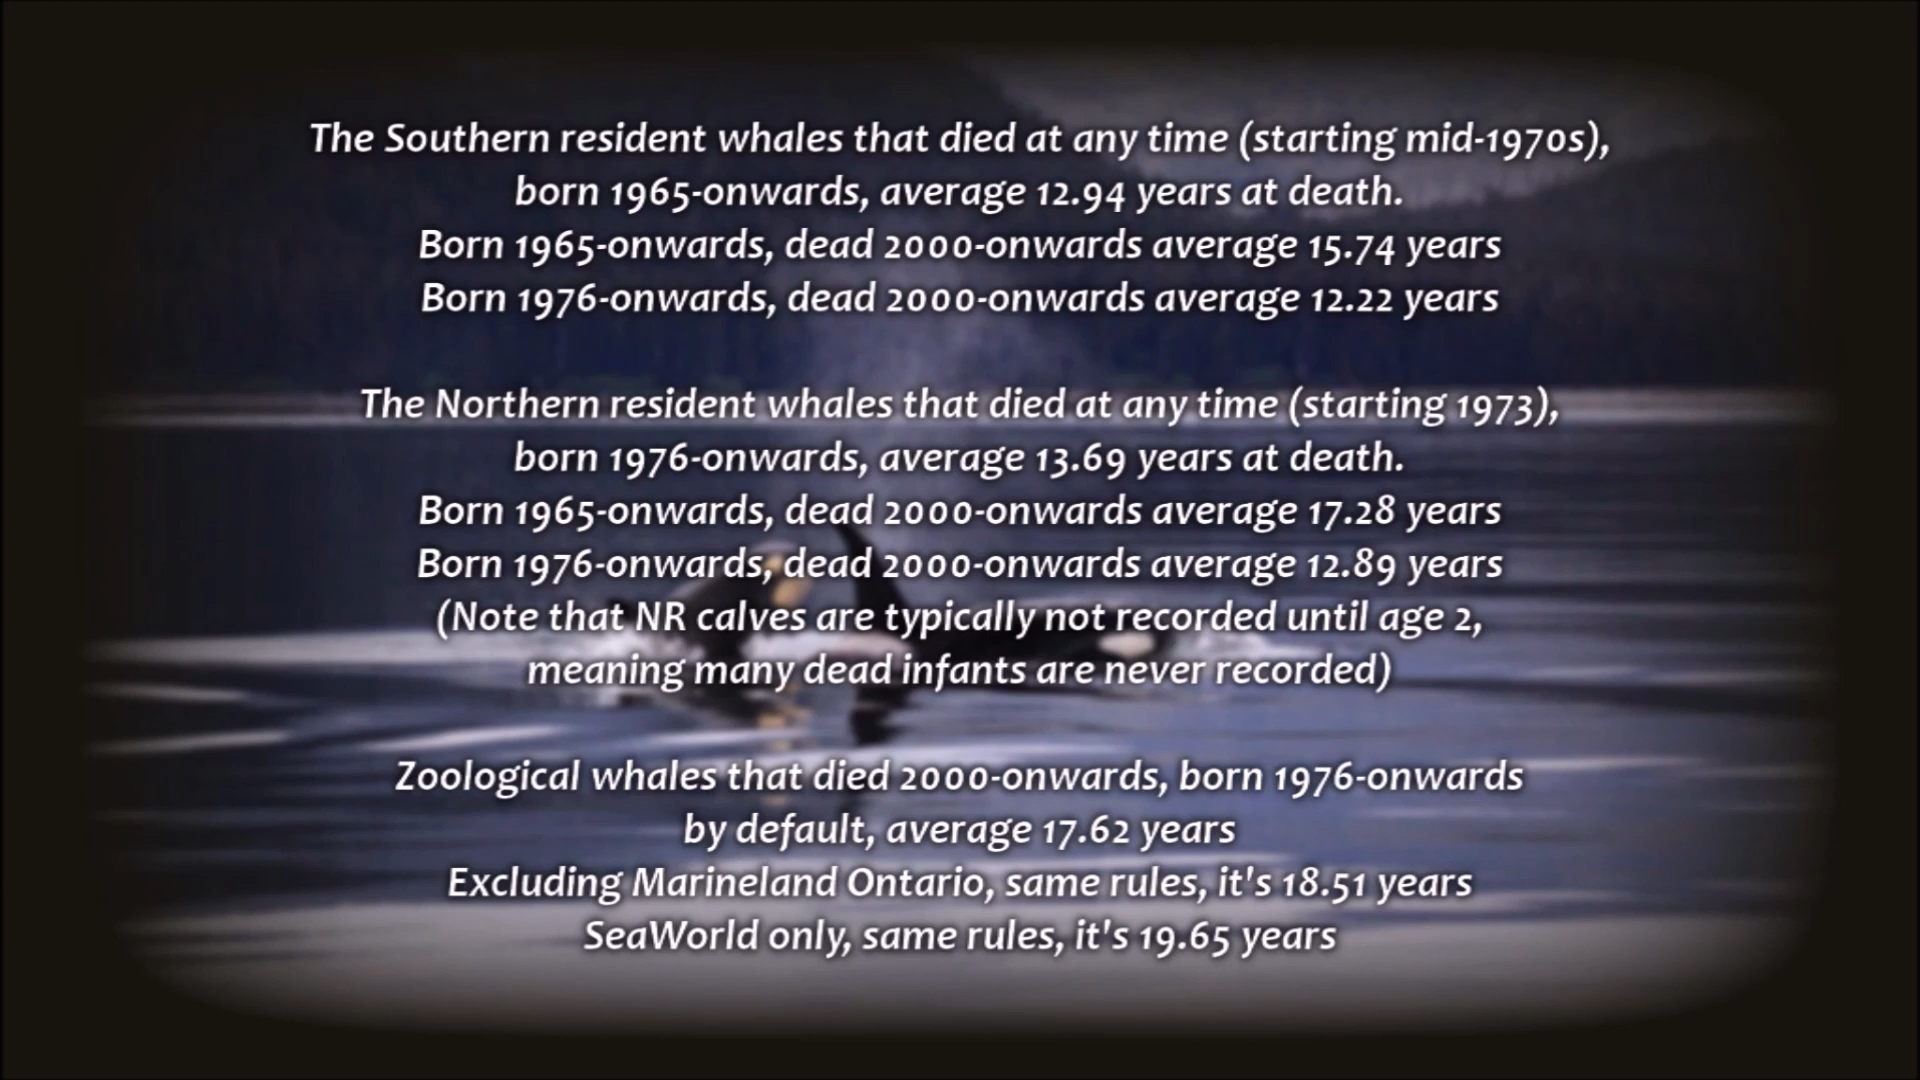 The Southern resident whales that died at any time (starting mid-1970s),
born 1965-onwards, average 12.94 years at death.
Born 1965-onwards, dead 2000-onwards average 15.74 years
Born 1976-onwards, dead 2000-onwards average 12.22 years
The Northern resident whales that died at any time (starting 1973),
born 1976-onwards, average 13.69 years at death.
Born 1965-onwards, dead 2000-onwards average 17.28 years
Born 1976-onwards, dead 2000-onwards average 12.89 years
(Note that NR calves are typically not recorded until age 2,
meaning many dead infants are never recorded)
Zoological whales that died 2000-onwards, born 1976-onwards
by default, average 17.62 years
Excluding Marineland Ontario, same rules, it's 18.51 years
SeaWorld only, same rules, it's 19.65 years